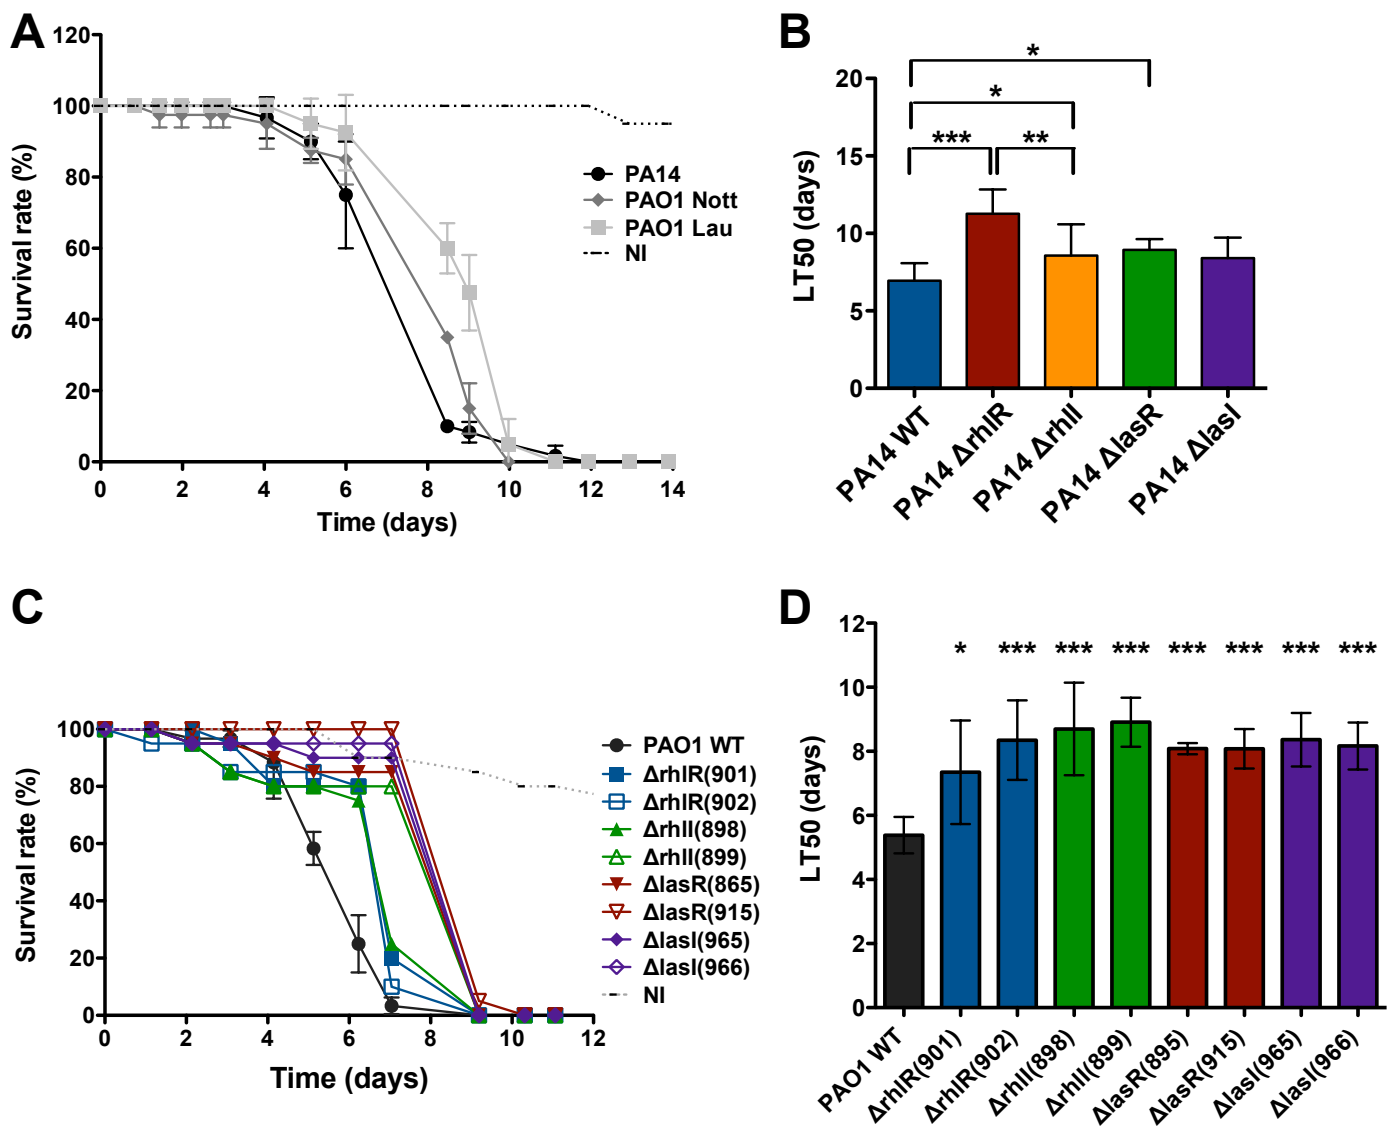 A
120
100
80
60
40
20
0
Survival rate (%)
0 2 4 6 8 10 12 14
Time (days)
PA14
PAO1 Nott
PAO1 Lau
NI
B
20
15
10
5
0
LT50 (days)
*
*
*** **
PA14 WT
PA14 ΔrhlR
PA14 ΔrhlI
PA14 ΔlasR
PA14 ΔlasI
C
100
80
60
40
20
0
Survival rate (%)
0 2 4 6 8 10 12
Time (days)
PAO1 WT
ΔrhlR(901)
ΔrhlR(902)
ΔrhlI(898)
ΔrhlI(899)
ΔlasR(865)
ΔlasR(915)
ΔlasI(965)
ΔlasI(966)
NI
D
12
10
8
6
4
2
0
LT50 (days)
* *** *** *** *** *** *** ***
PAO1 WT
ΔrhlR(901)
ΔrhlR(902)
ΔrhlI(898)
ΔrhlI(899)
ΔlasR(895)
ΔlasR(915)
ΔlasI(965)
ΔlasI(966)